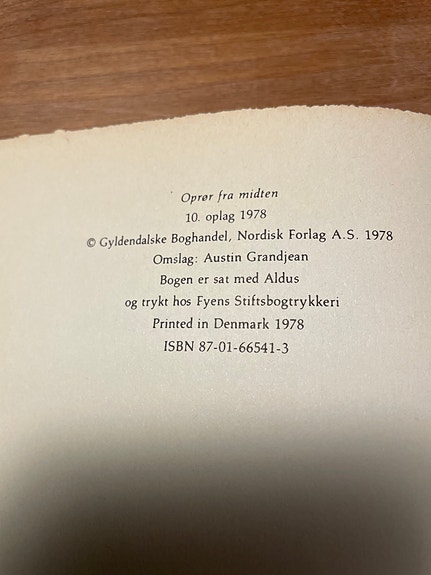 Oprør fra midten
10. oplag 1978
© Gyldendalske Boghandel, Nordisk Forlag A.S. 1978
Omslag: Austin Grandjean
Bogen er sat med Aldus
og trykt hos Fyens Stiftsbogtrykkeri
Printed in Denmark 1978
ISBN 87-01-66541-3